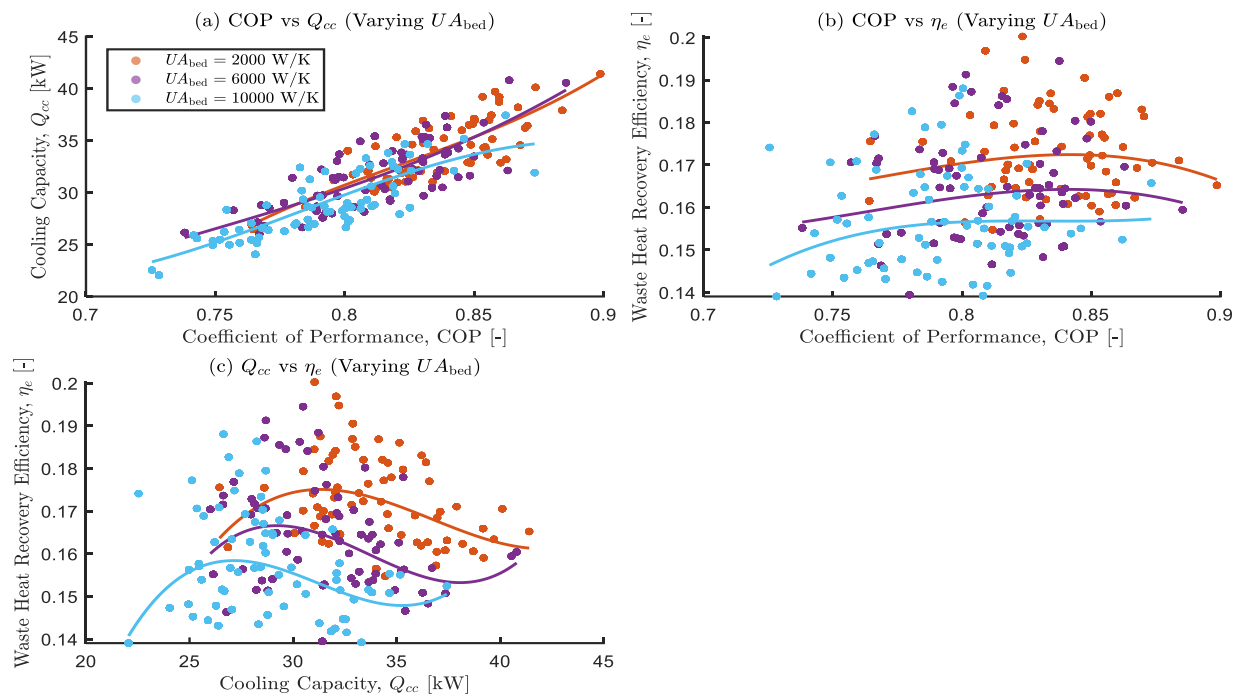 (a) COP vs Q_cc (Varying UA_bed)
45
40
35
30
25
20
Cooling Capacity, Q_cc [kW]
UA_bed = 2000 W/K
UA_bed = 6000 W/K
UA_bed = 10000 W/K
0.7 0.75 0.8 0.85 0.9
Coefficient of Performance, COP [-]
(b) COP vs η_e (Varying UA_bed)
0.2
0.19
0.18
0.17
0.16
0.15
0.14
Waste Heat Recovery Efficiency, η_e [-]
0.7 0.75 0.8 0.85 0.9
Coefficient of Performance, COP [-]
(c) Q_cc vs η_e (Varying UA_bed)
0.2
0.19
0.18
0.17
0.16
0.15
0.14
Waste Heat Recovery Efficiency, η_e [-]
20 25 30 35 40 45
Cooling Capacity, Q_cc [kW]